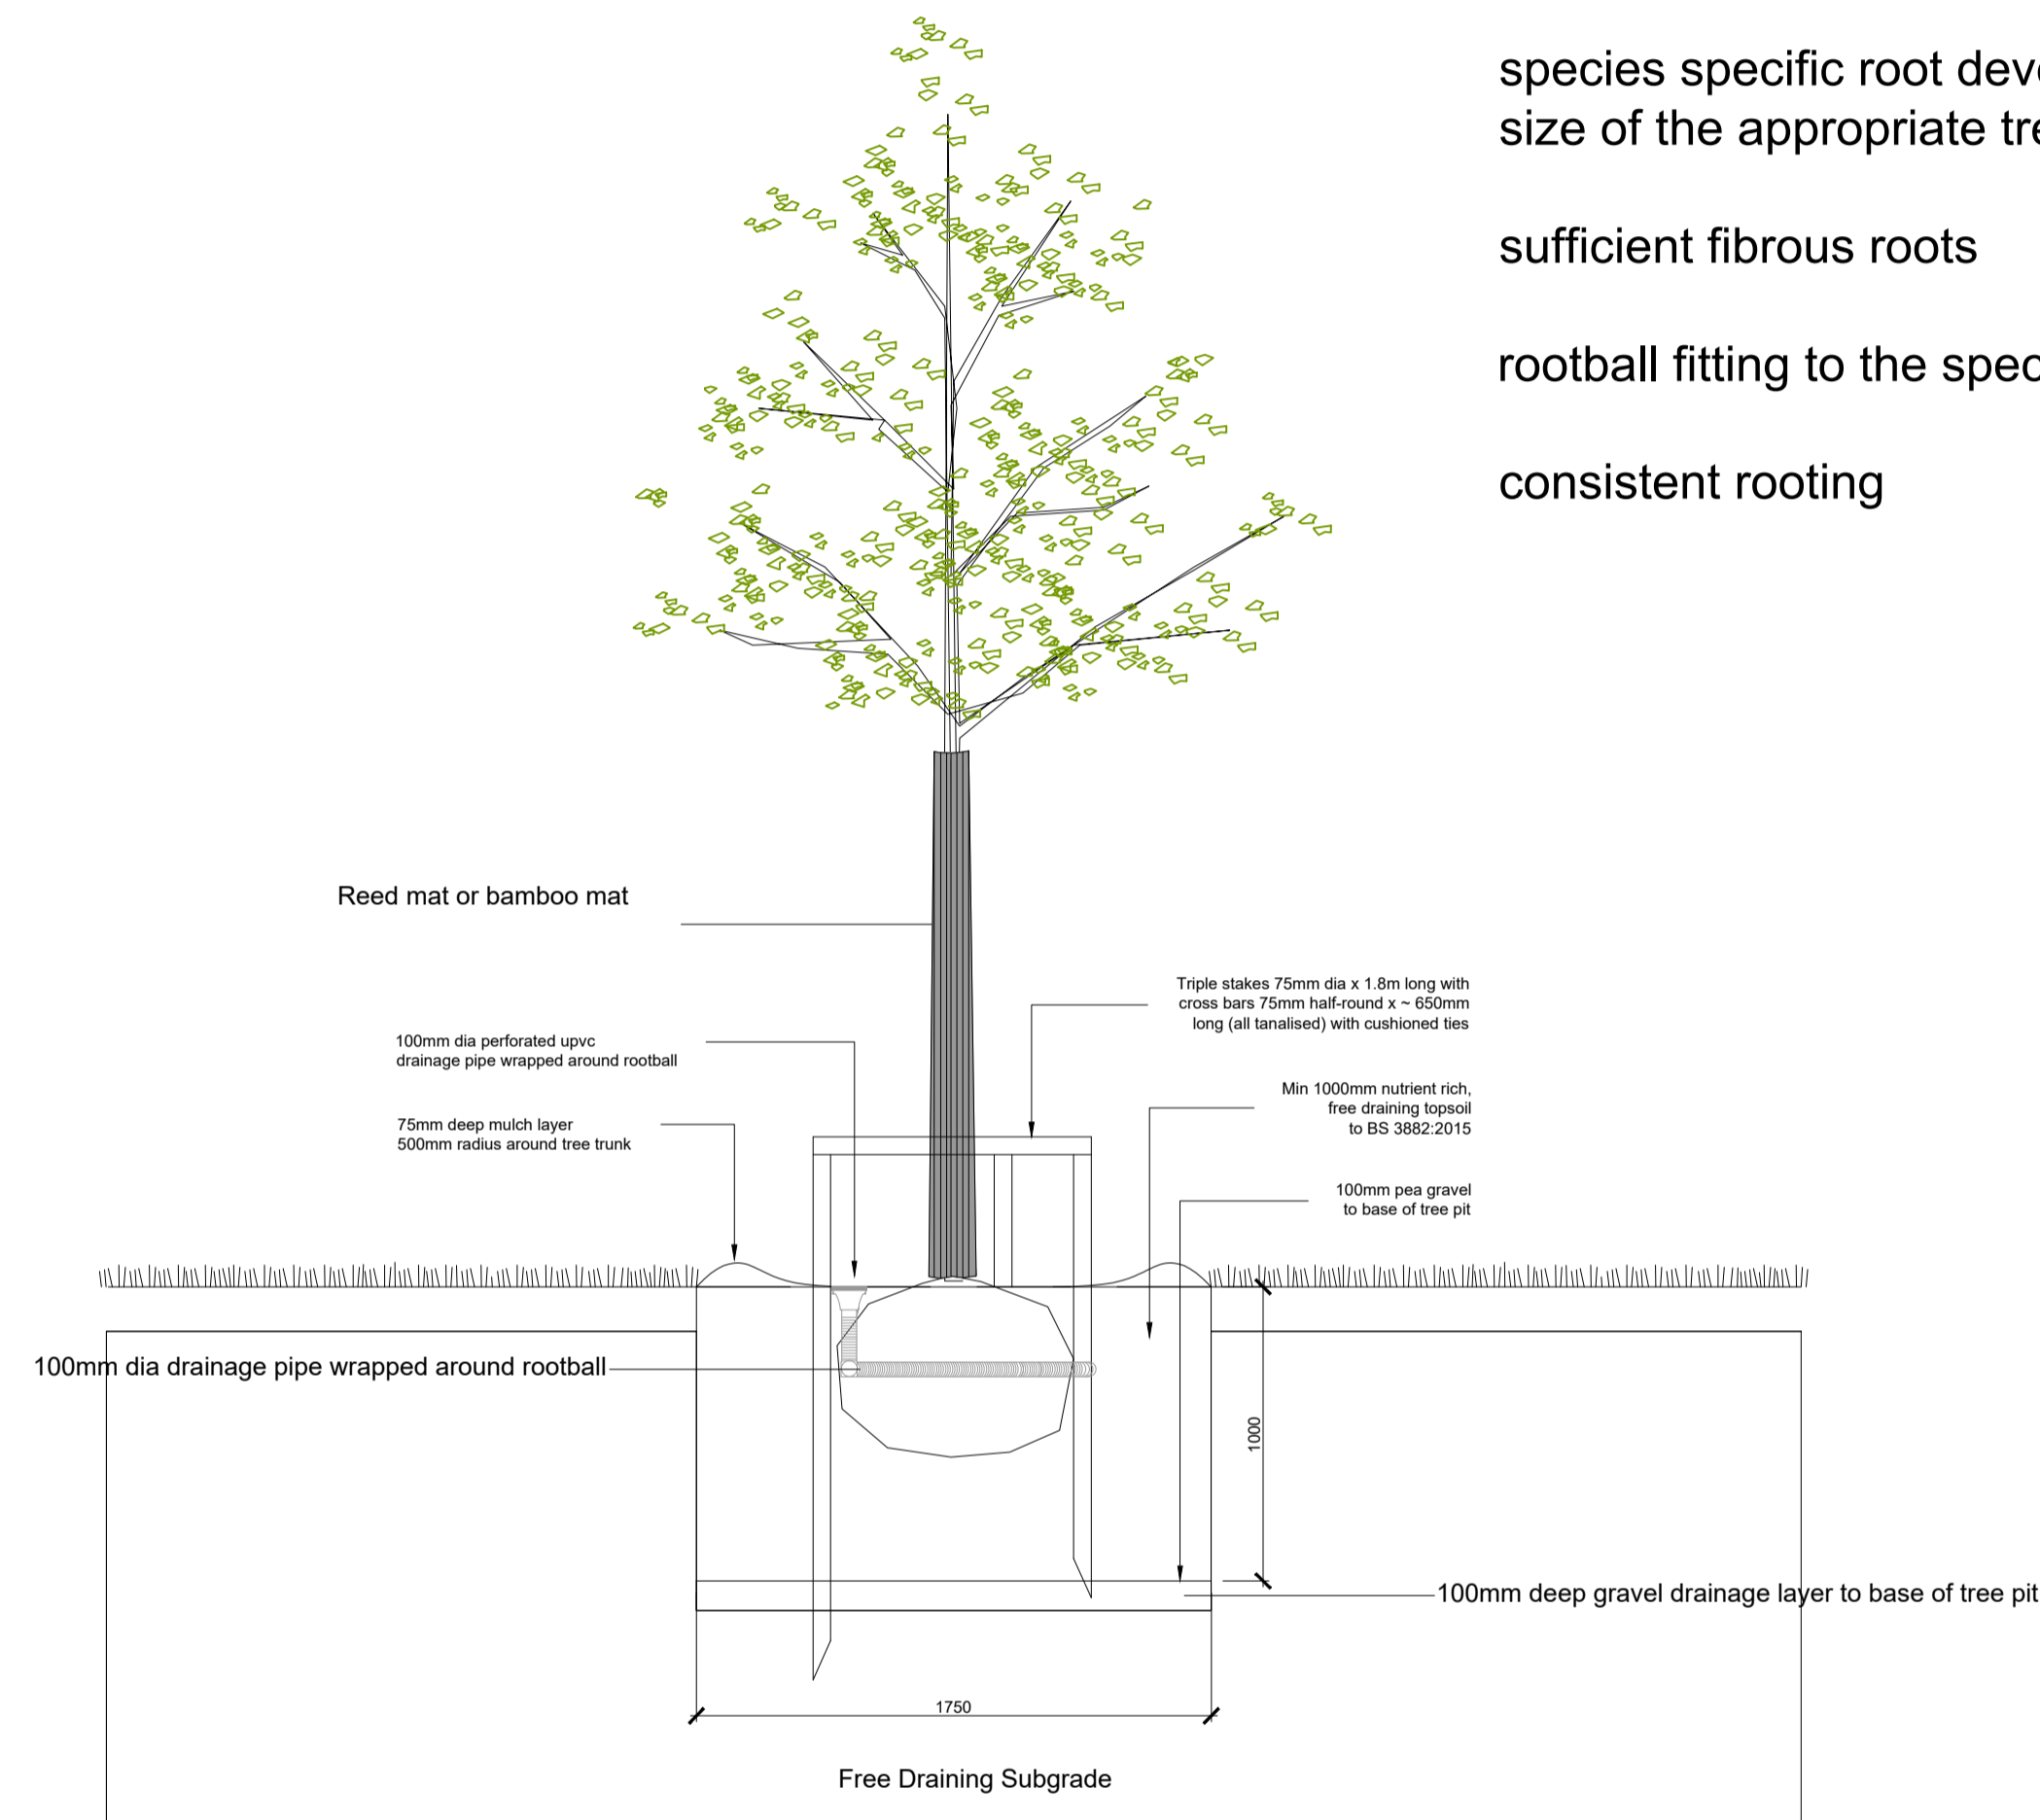 species specific root
size of the appropriate
sufficient fibrous roots
rootball fitting to the
consistent rooting
Reed mat or bamboo mat
Triple stakes 75mm dia x 1.8m long with
cross bars 75mm half-round x ~ 650mm
long (all tanalised) with cushioned ties
100mm dia perforated upvc
drainage pipe wrapped around rootball
Min 1000mm nutrient rich,
free draining topsoil
to BS 3882:2015
75mm deep mulch layer
500mm radius around tree trunk
100mm pea gravel
to base of tree pit
100mm dia drainage pipe wrapped around rootball
1000
100mm deep gravel drainage layer to base of tree pit
1750
Free Draining Subgrade